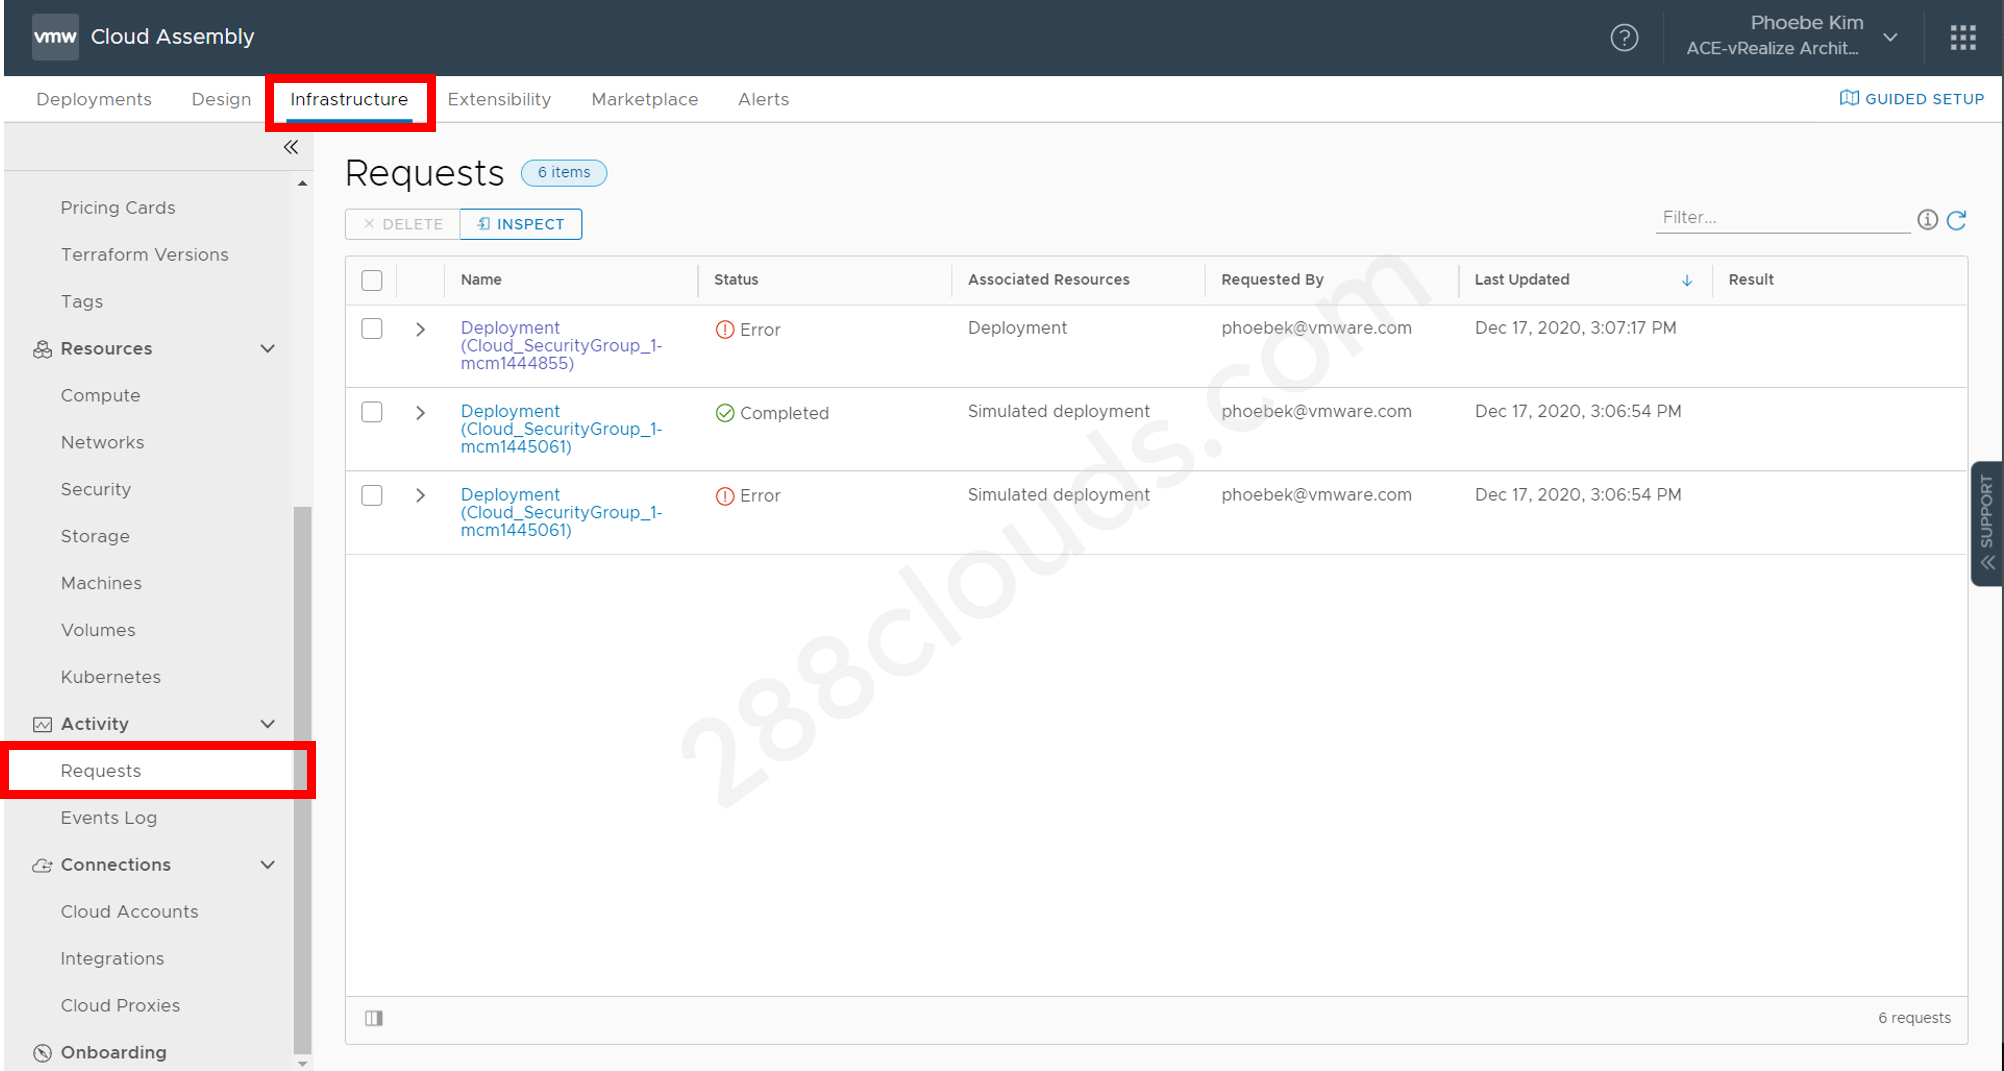 vmw Cloud Assembly
Phoebe Kim
ACE-vRealize Archit...
Deployments Design Infrastructure Extensibility Marketplace Alerts
GUIDED SETUP
Pricing Cards
Terraform Versions
Tags
Resources
Compute
Networks
Security
Storage
Machines
Volumes
Kubernetes
Activity
Requests
Events Log
Connections
Cloud Accounts
Integrations
Cloud Proxies
Onboarding
Requests 6 items
DELETE INSPECT
Filter...
Name Status Associated Resources Requested By Last Updated Result
Deployment
(Cloud_SecurityGroup_1-
mcm1444855)
Error Deployment phoebek@vmware.com Dec 17, 2020, 3:07:17 PM
Deployment
(Cloud_SecurityGroup_1-
mcm1445061)
Completed Simulated deployment phoebek@vmware.com Dec 17, 2020, 3:06:54 PM
Deployment
(Cloud_SecurityGroup_1-
mcm1445061)
Error Simulated deployment phoebek@vmware.com Dec 17, 2020, 3:06:54 PM
288clouds.com
SUPPORT
6 requests